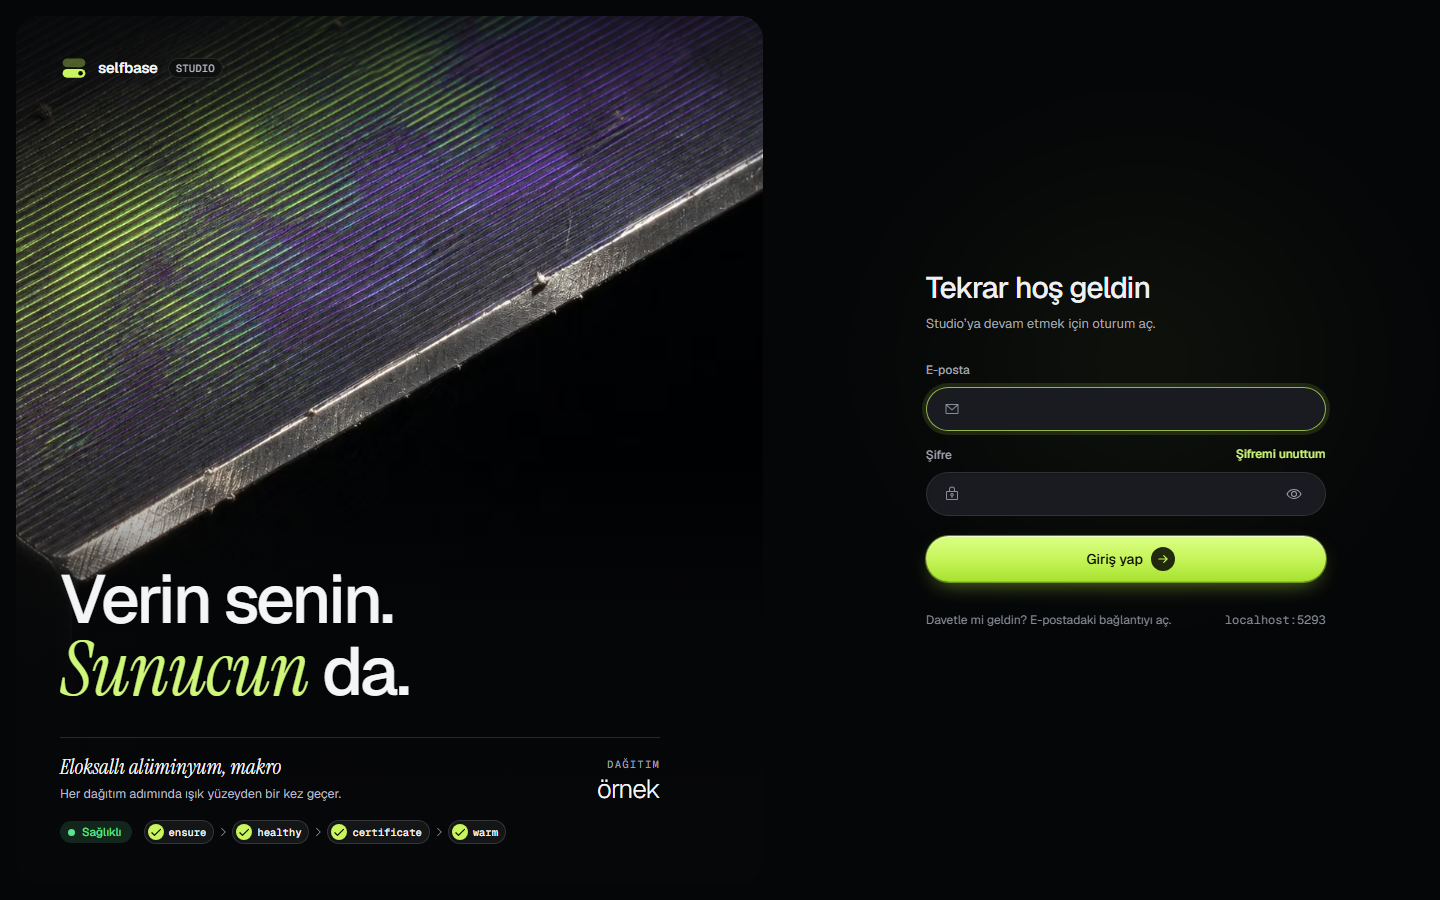 selfbase STUDIO
Verin senin.
Sunucun da.
Eloksallı alüminyum, makro
Her dağıtım adımında ışık yüzeyden bir kez geçer.
DAĞITIM
örnek
Sağlıklı ensure healthy certificate warm
Tekrar hoş geldin
Studio'ya devam etmek için oturum aç.
E-posta
Şifre Şifremi unuttum
Giriş yap
Davetle mi geldin? E-postadaki bağlantıyı aç. localhost:5293